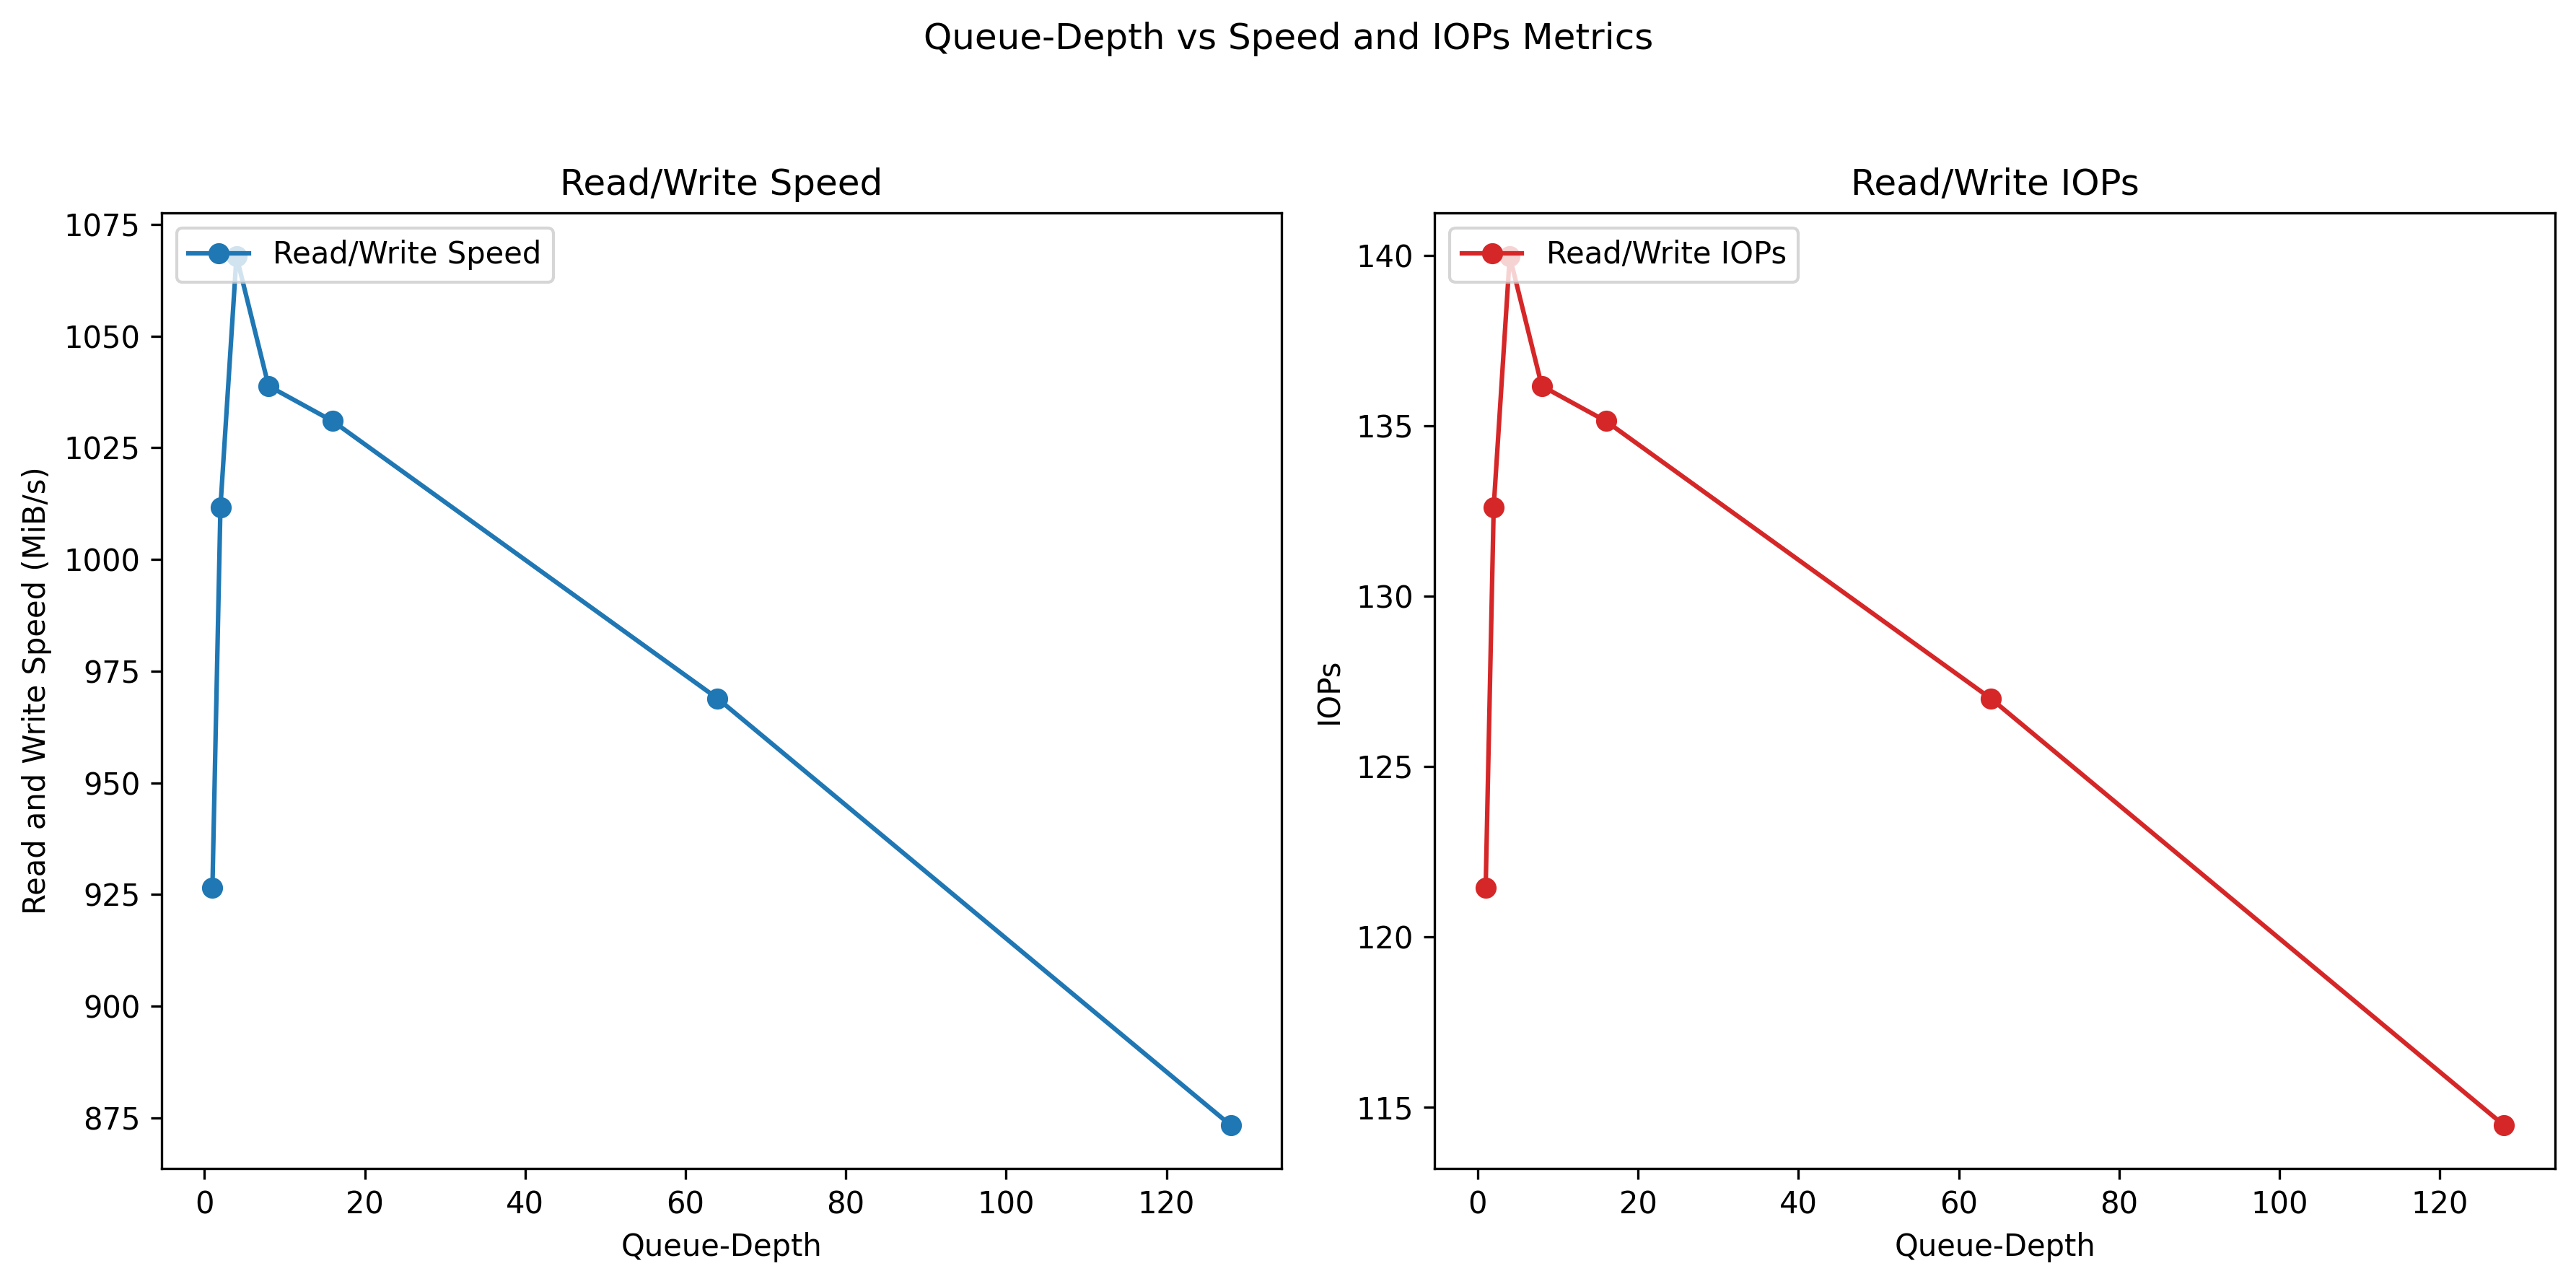 Queue-Depth vs Speed and IOPs Metrics
Read/Write Speed
Read/Write Speed
1075
1050
1025
1000
975
950
925
900
875
Read and Write Speed (MiB/s)
0 20 40 60 80 100 120
Queue-Depth
Read/Write IOPs
Read/Write IOPs
140
135
130
125
120
115
IOPs
0 20 40 60 80 100 120
Queue-Depth